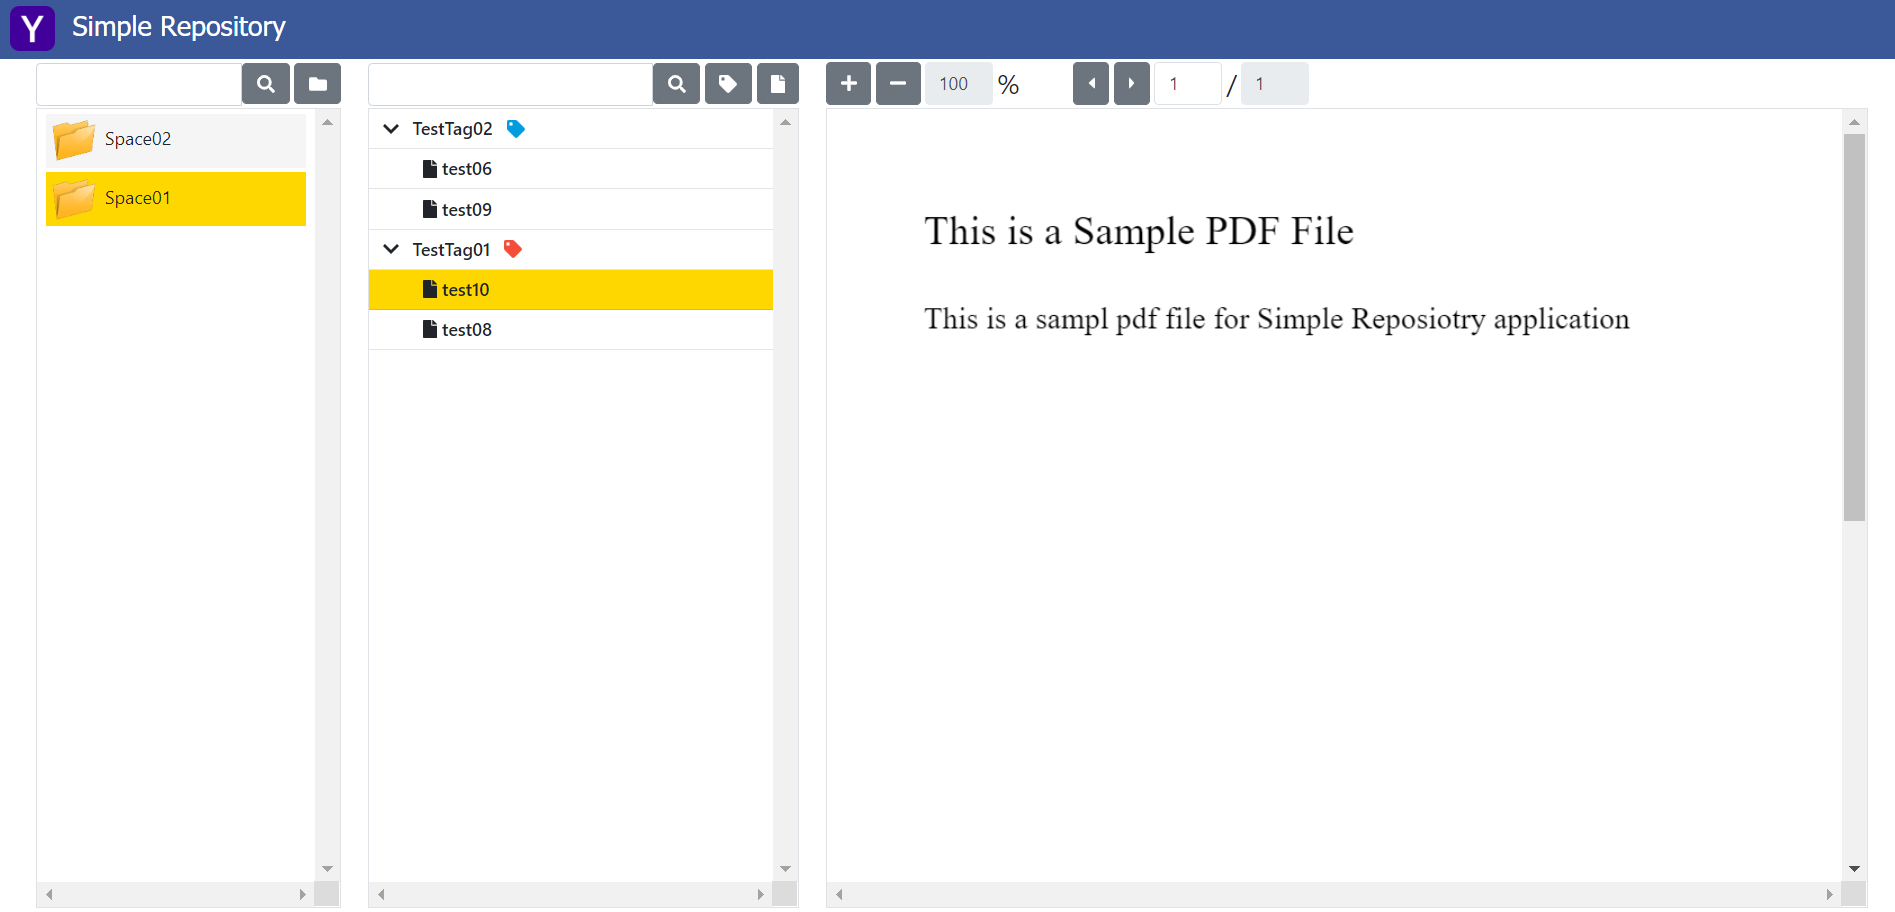 Y Simple Repository
100 % 1 / 1
Space02
Space01
TestTag02
test06
test09
TestTag01
test10
test08
This is a Sample PDF File
This is a sampl pdf file for Simple Reposiotry application